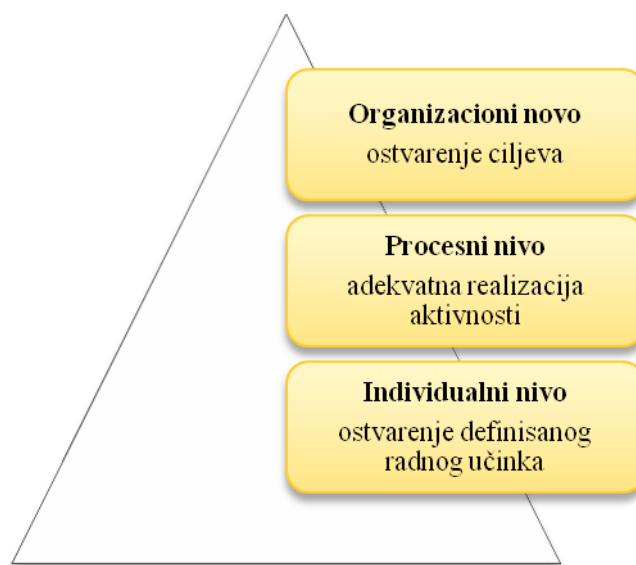 Organizacioni novo
ostvarenje ciljeva
Procesni nivo
adekvatna realizacija
aktivnosti
Individualni nivo
ostvarenje definisanog
radnog učinka